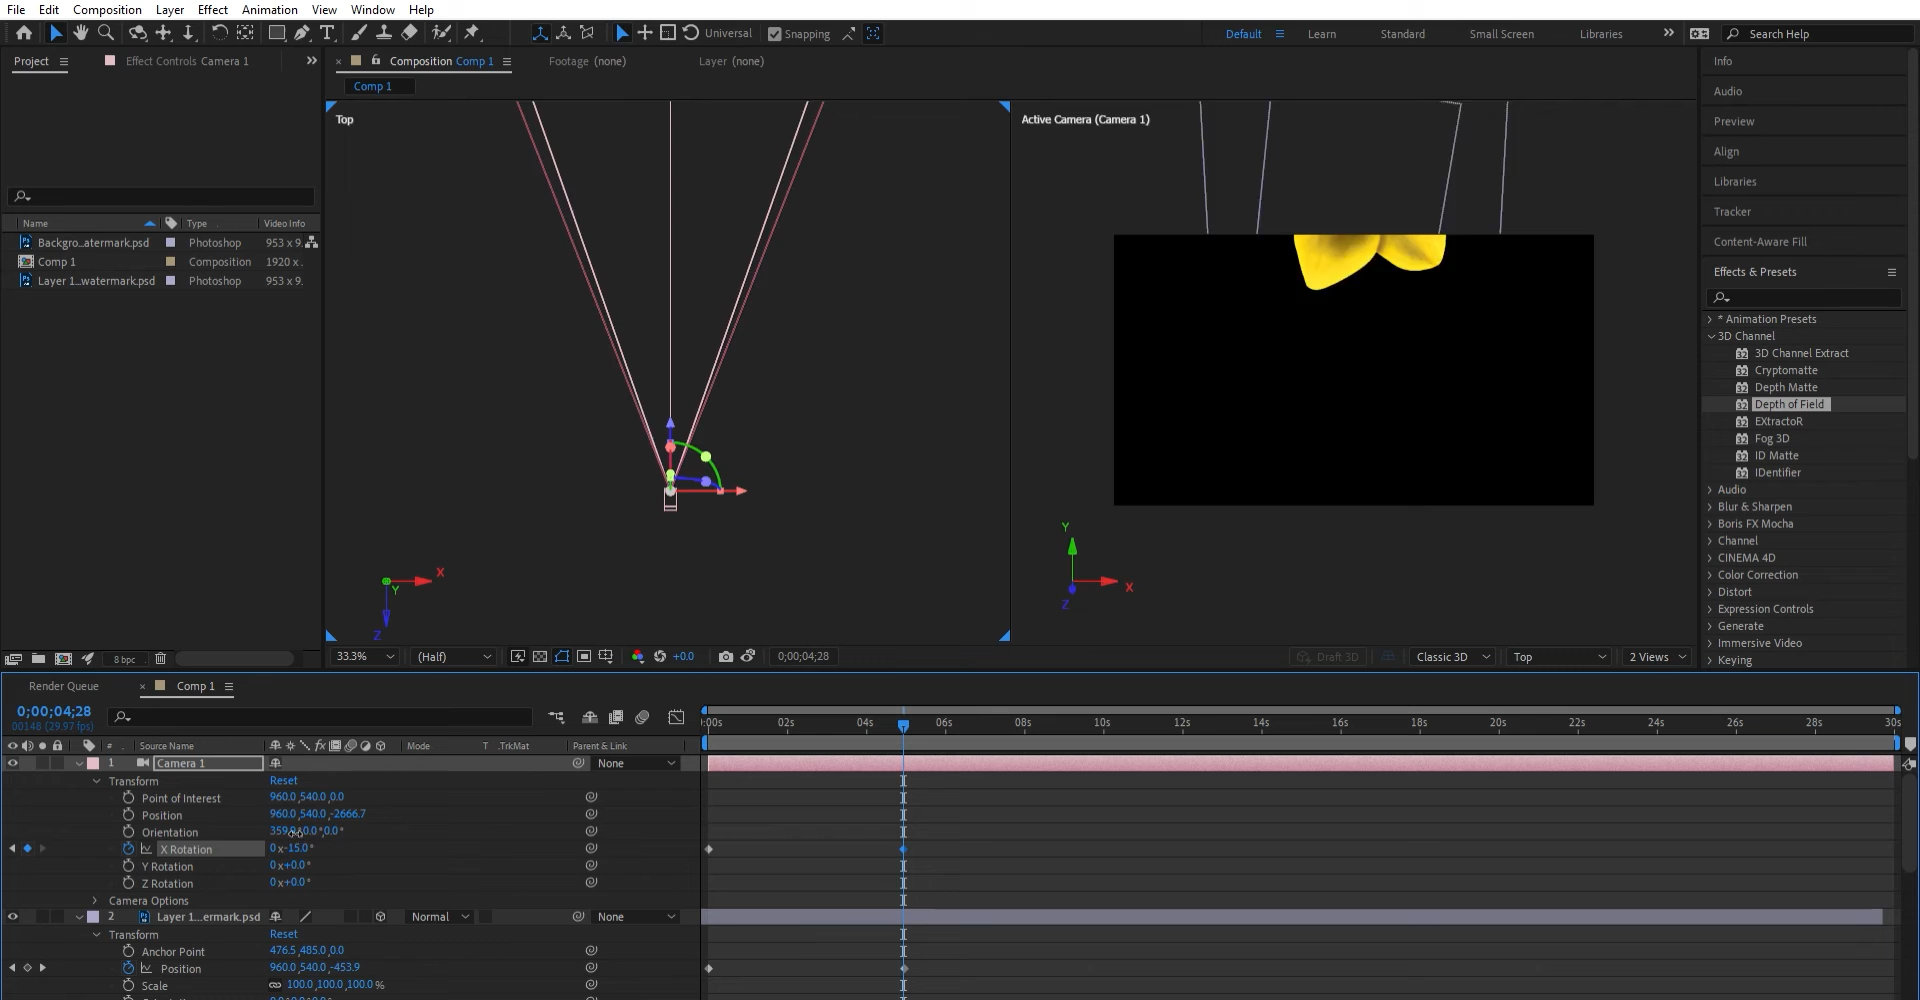 File Edit Composition Layer Effect Animation View Window Help
Universal Snapping Default Learn Standard Small Screen Libraries Search Help
Project Effect Controls Camera 1
Composition Comp 1 Footage (none) Layer (none)
Comp 1
Top
Active Camera (Camera 1)
Name Type Video Info
Backgro...atermark.psd Photoshop 953 x 9.
Comp 1 Composition 1920 x
Layer 1...watermark.psd Photoshop 953 x 9.
X
Y
Z
Y
X
Z
8 bpc
33.3% (Half) +0.0 0;00;04;28 Draft 3D Classic 3D Top 2 Views
Info
Audio
Preview
Align
Libraries
Tracker
Content-Aware Fill
Effects & Presets
* Animation Presets
3D Channel
3D Channel Extract
Cryptomatte
Depth Matte
Depth of Field
EXtractoR
Fog 3D
ID Matte
IDentifier
Audio
Blur & Sharpen
Boris FX Mocha
Channel
CINEMA 4D
Color Correction
Distort
Expression Controls
Generate
Immersive Video
Keying
Render Queue Comp 1
0;00;04;28
00148 (29.97 fps)
:00s 02s 04s 06s 08s 10s 12s 14s 16s 18s 20s 22s 24s 26s 28s 30s
# Source Name fx Mode T .TrkMat Parent & Link
1 Camera 1 None
Transform Reset
Point of Interest 960.0,540.0,0.0
Position 960.0,540.0,-2666.7
Orientation
X Rotation 0 x-15.0°
Y Rotation 0 x+0.0°
Z Rotation 0 x+0.0°
Camera Options
2 Layer 1...ermark.psd Normal None
Transform Reset
Anchor Point 476.5,485.0,0.0
Position 960.0,540.0,-453.9
Scale 100.0,100.0,100.0%